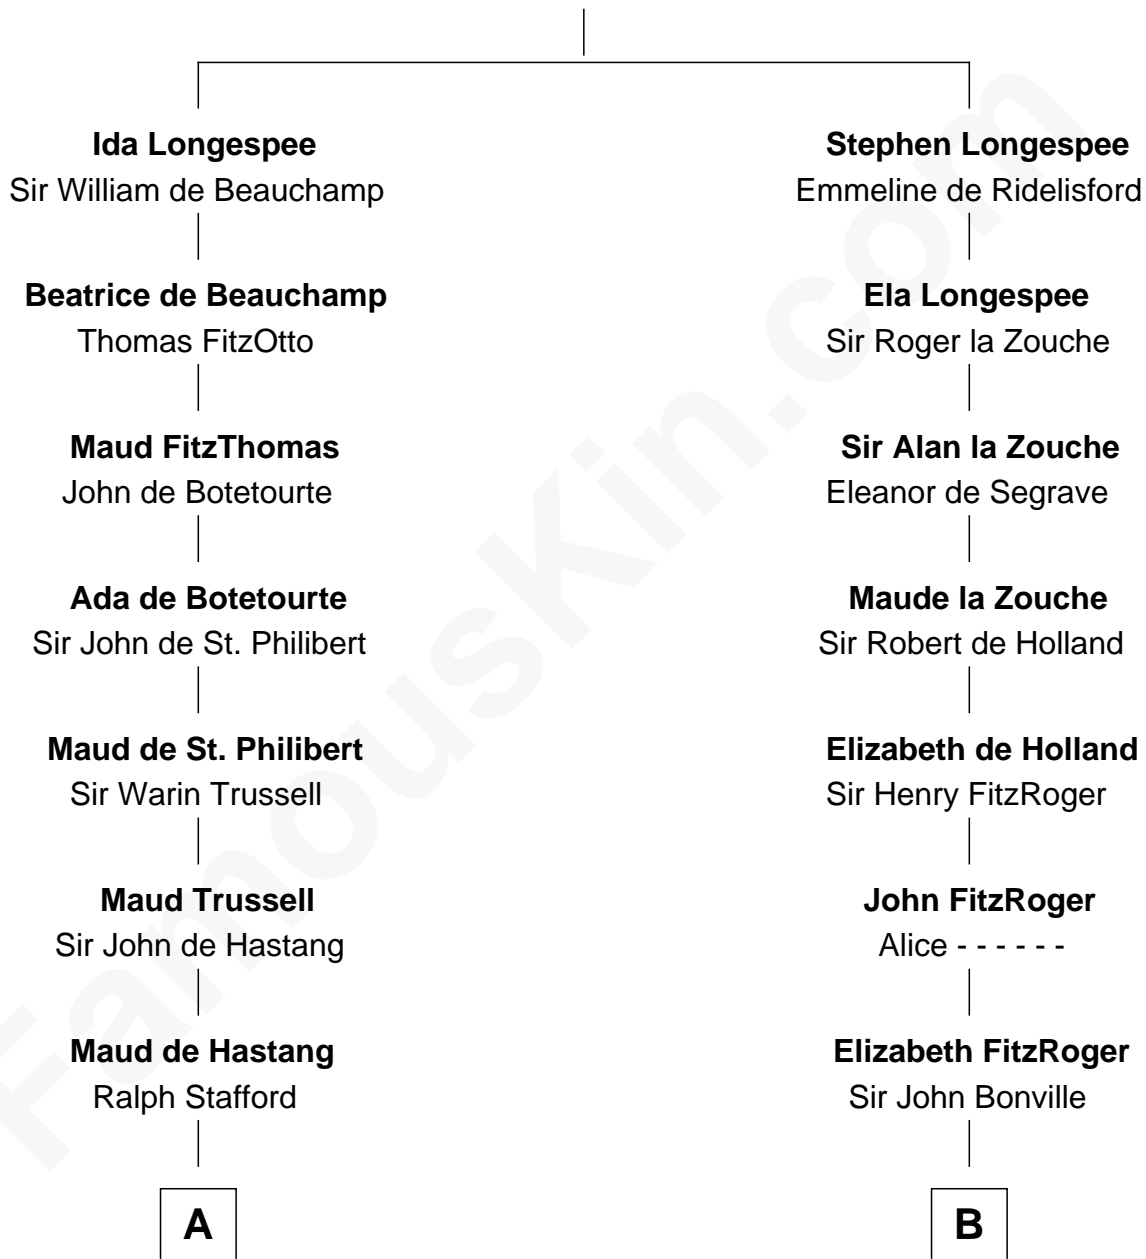 Ida Longespee
Sir William de Beauchamp
Beatrice de Beauchamp
Thomas FitzOtto
Maud FitzThomas
John de Botetourte
Ada de Botetourte
Sir John de St. Philibert
Maud de St. Philibert
Sir Warin Trussell
Maud Trussell
Sir John de Hastang
Maud de Hastang
Ralph Stafford
A
Stephen Longespee
Emmeline de Ridelisford
Ela Longespee
Sir Roger la Zouche
Sir Alan la Zouche
Eleanor de Segrave
Maude la Zouche
Sir Robert de Holland
Elizabeth de Holland
Sir Henry FitzRoger
John FitzRoger
Alice - - - - - -
Elizabeth FitzRoger
Sir John Bonville
B
FamousKin.com